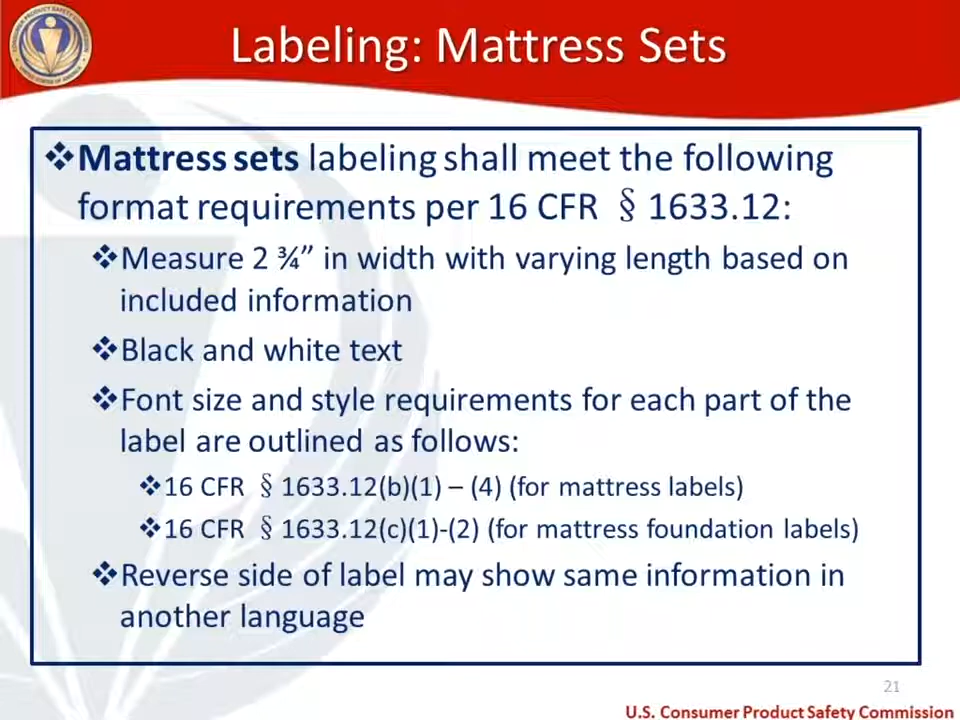 Labeling: Mattress Sets
❖Mattress sets labeling shall meet the following
format requirements per 16 CFR § 1633.12:
❖Measure 2 ¾” in width with varying length based on
included information
❖Black and white text
❖Font size and style requirements for each part of the
label are outlined as follows:
❖16 CFR § 1633.12(b)(1) – (4) (for mattress labels)
❖16 CFR § 1633.12(c)(1)-(2) (for mattress foundation labels)
❖Reverse side of label may show same information in
another language
21
U.S. Consumer Product Safety Commission